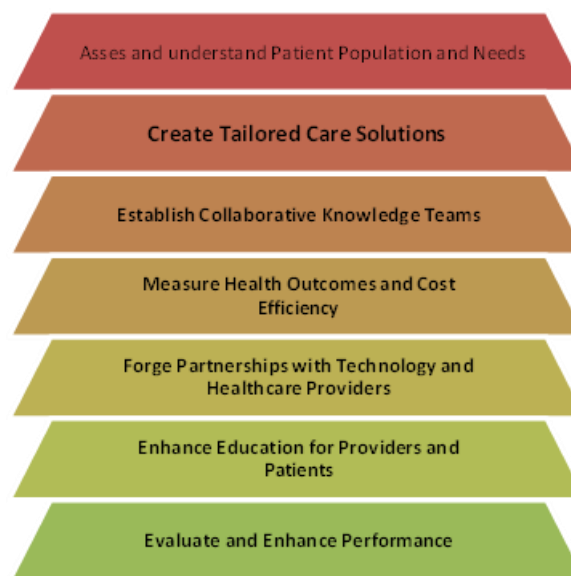 Asses and understand Patient Population and Needs
Create Tailored Care Solutions
Establish Collaborative Knowledge Teams
Measure Health Outcomes and Cost
Efficiency
Forge Partnerships with Technology and
Healthcare Providers
Enhance Education for Providers and
Patients
Evaluate and Enhance Performance